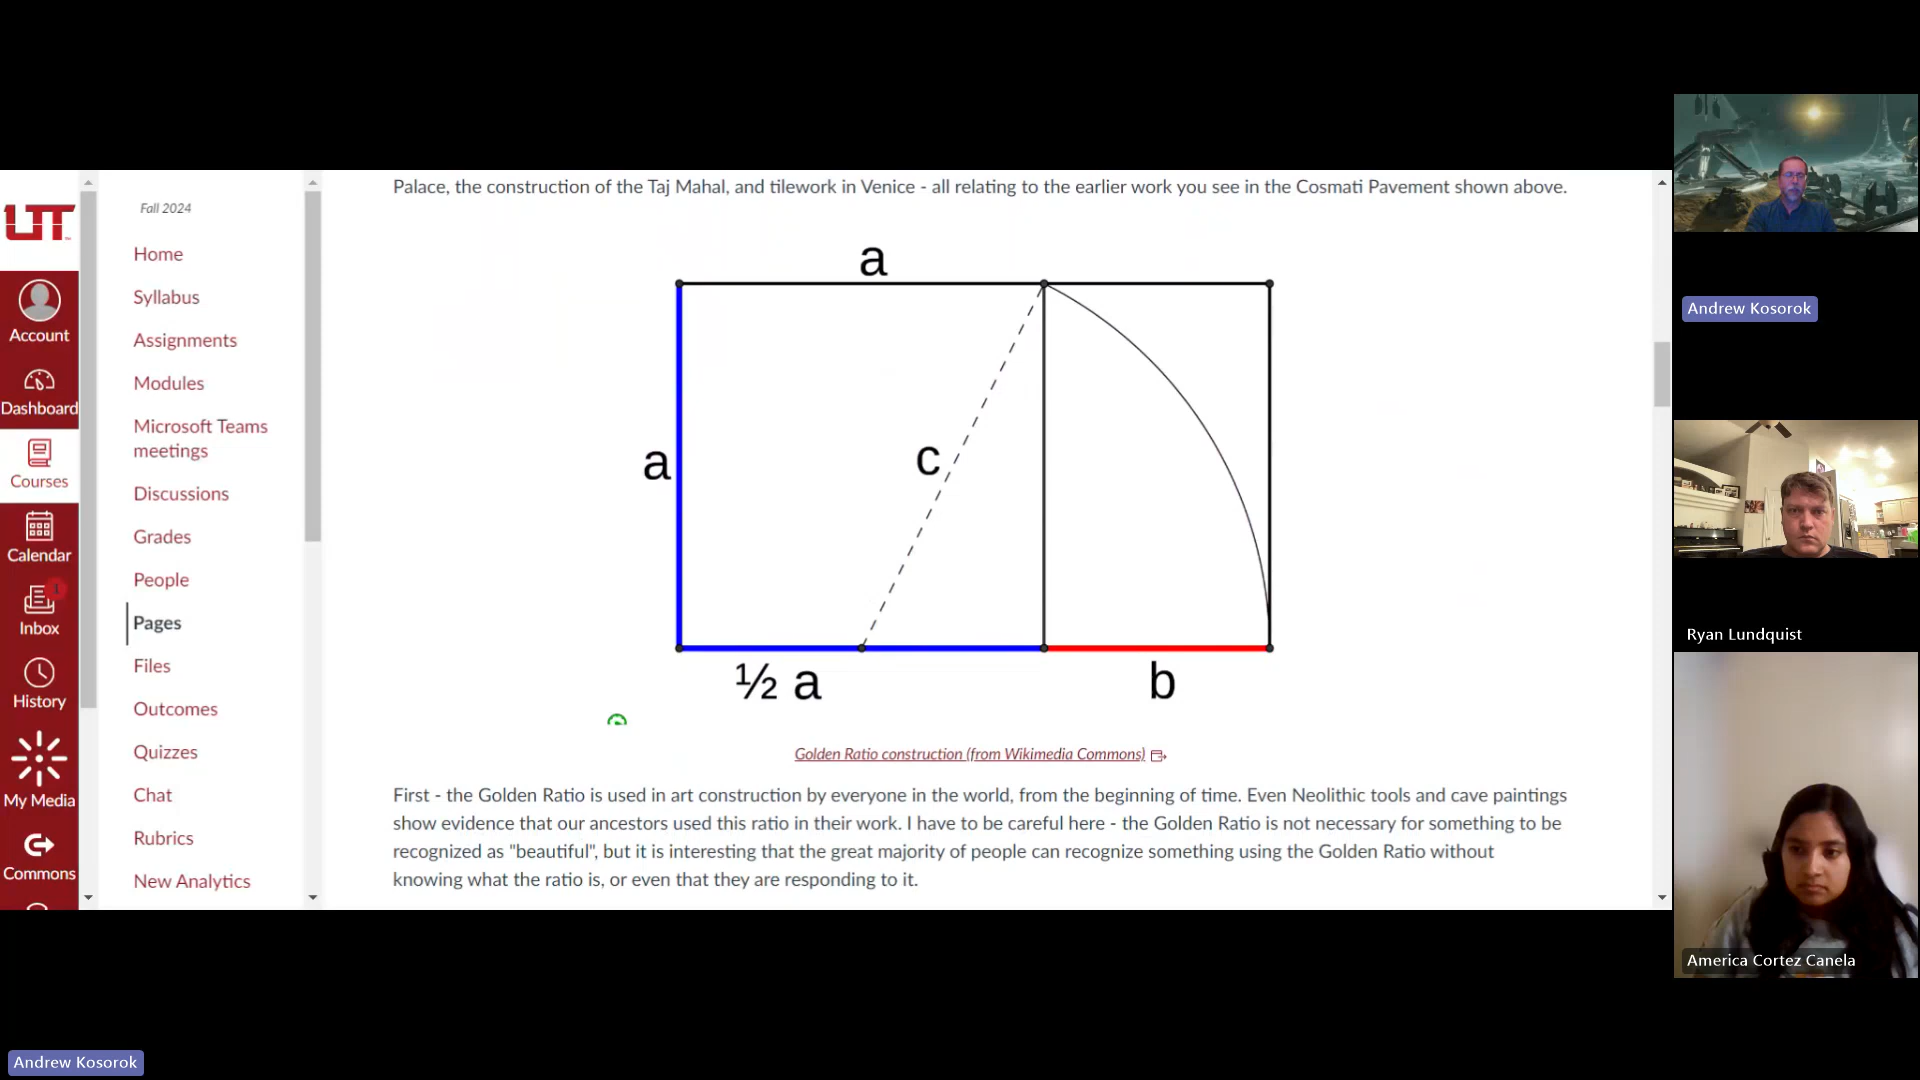 UT
Account
Dashboard
Courses
Calendar
1
Inbox
History
My Media
Commons
Fall 2024
Home
Syllabus
Assignments
Modules
Microsoft Teams
meetings
Discussions
Grades
People
Pages
Files
Outcomes
Quizzes
Chat
Rubrics
New Analytics
Palace, the construction of the Taj Mahal, and tilework in Venice - all relating to the earlier work you see in the Cosmati Pavement shown above.
a
a
c
½ a
b
Golden Ratio construction (from Wikimedia Commons)
First - the Golden Ratio is used in art construction by everyone in the world, from the beginning of time. Even Neolithic tools and cave paintings
show evidence that our ancestors used this ratio in their work. I have to be careful here - the Golden Ratio is not necessary for something to be
recognized as "beautiful", but it is interesting that the great majority of people can recognize something using the Golden Ratio without
knowing what the ratio is, or even that they are responding to it.
Andrew Kosorok
Ryan Lundquist
America Cortez Canela
Andrew Kosorok